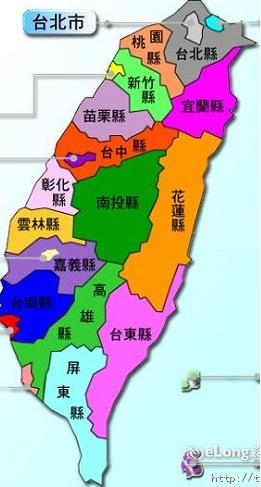 台北市
桃園縣
台北縣
新竹縣
宜蘭縣
苗栗縣
台中縣
彰化縣
南投縣
花蓮縣
雲林縣
嘉義縣
台南縣
高雄縣
台東縣
屏東縣
eLong
http://t